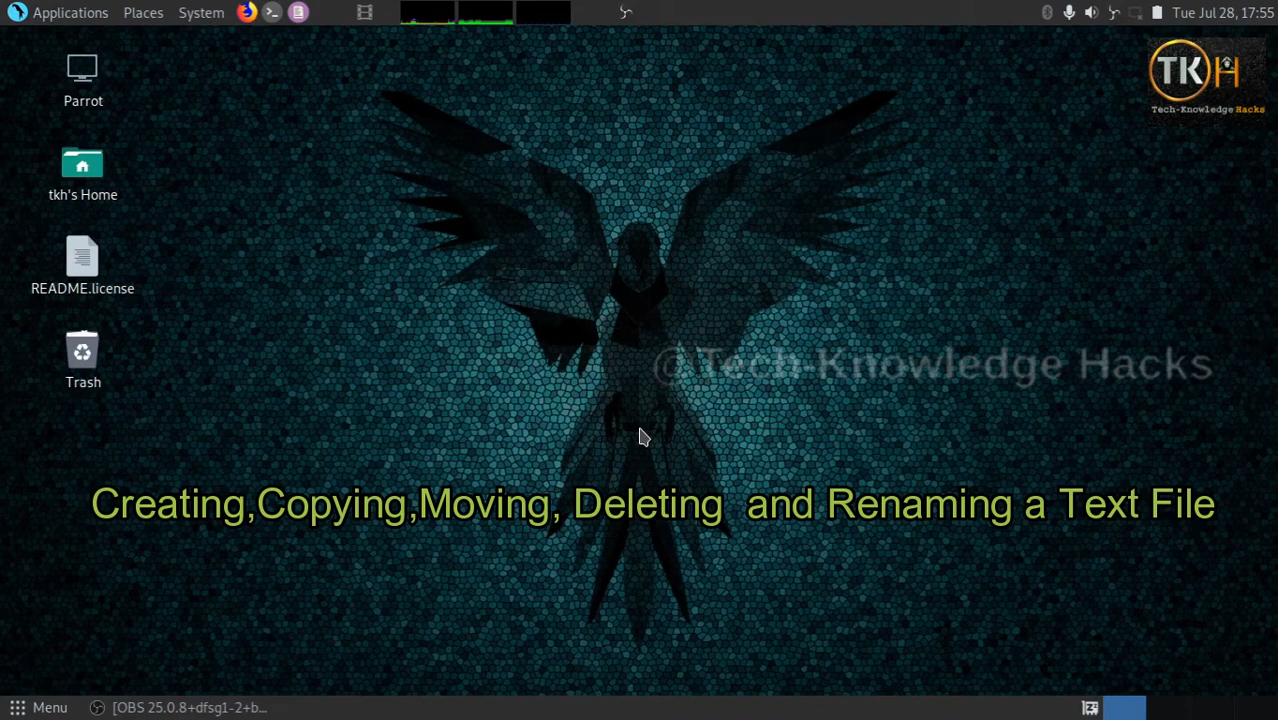 Applications Places System Tue Jul 28, 17:55
TKH
Tech-Knowledge Hacks
Parrot
tkh's Home
README.license
Trash
@Tech-Knowledge Hacks
Creating,Copying,Moving, Deleting and Renaming a Text File
Menu [OBS 25.0.8+dfsg1-2+b...